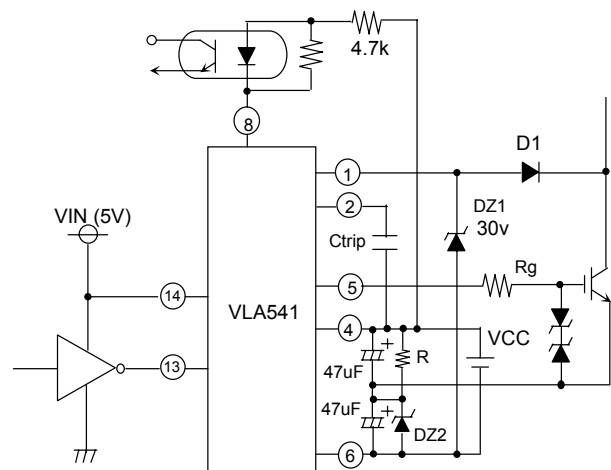 4.7k
8
1
D1
2
VIN (5V)
DZ1
30v
Ctrip
Rg
5
14
VLA541
4
VCC
+
R
47uF
13
47uF
+
DZ2
6